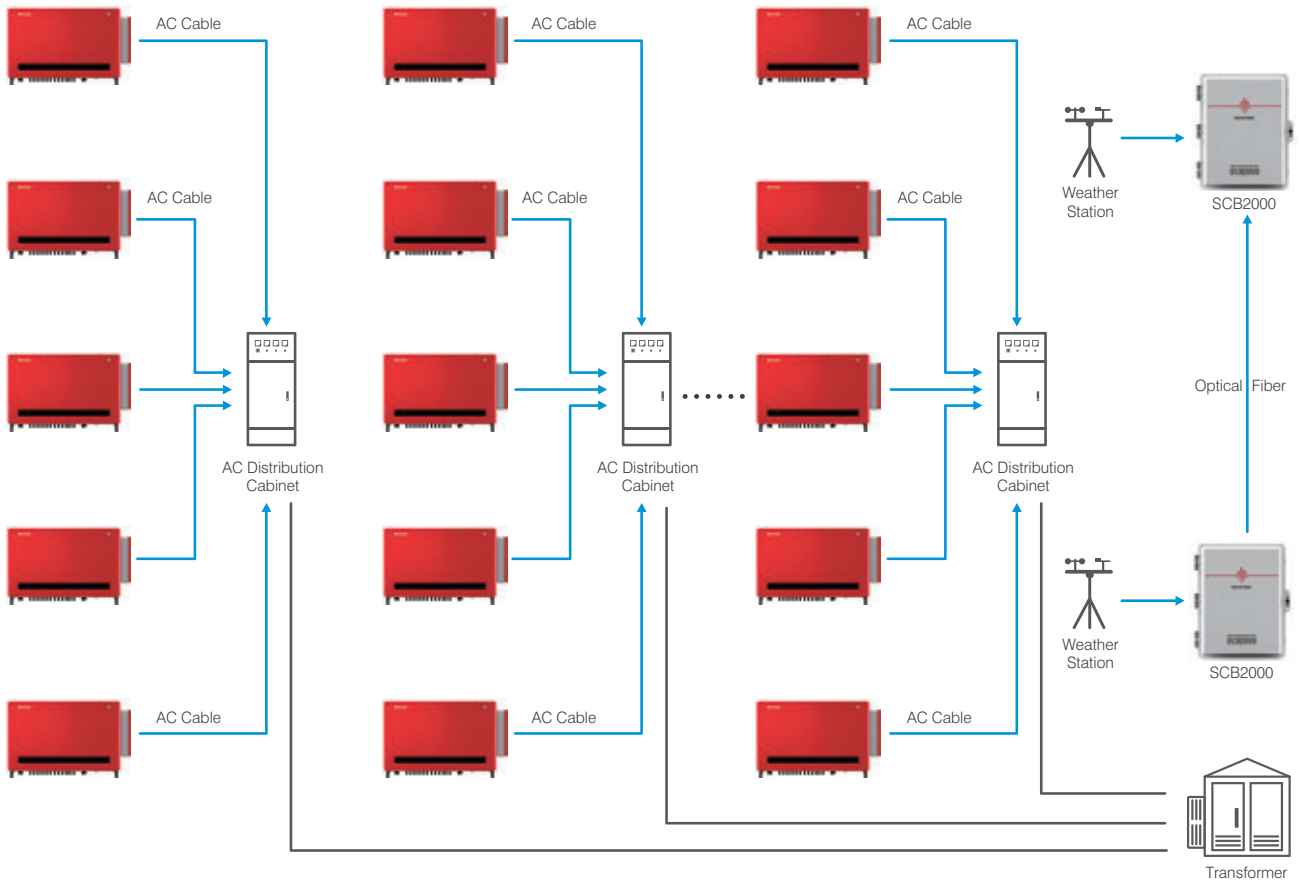 AC Cable
AC Cable
AC Cable
AC Cable
AC Cable
AC Cable
Weather
Station
SCB2000
Optical Fiber
AC Distribution
Cabinet
AC Distribution
Cabinet
AC Distribution
Cabinet
Weather
Station
SCB2000
AC Cable
AC Cable
AC Cable
Transformer